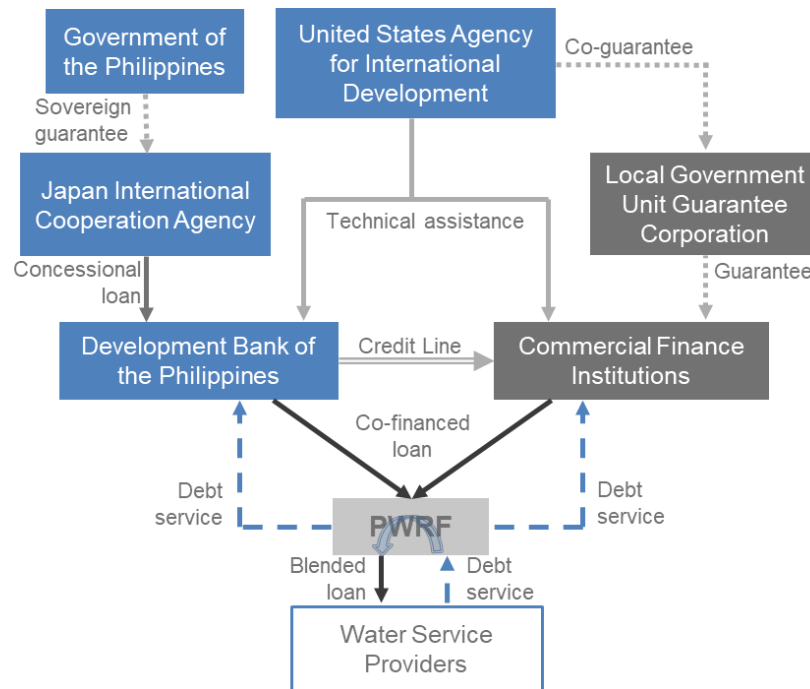 Government of
the Philippines
United States Agency
for International
Development
Co-guarantee
Sovereign
guarantee
Japan International
Cooperation Agency
Technical assistance
Local Government
Unit Guarantee
Corporation
Concessional
loan
Guarantee
Development Bank of
the Philippines
Credit Line
Commercial Finance
Institutions
Co-financed
loan
Debt
service
Debt
service
PWRF
Blended
loan
Debt
service
Water Service
Providers